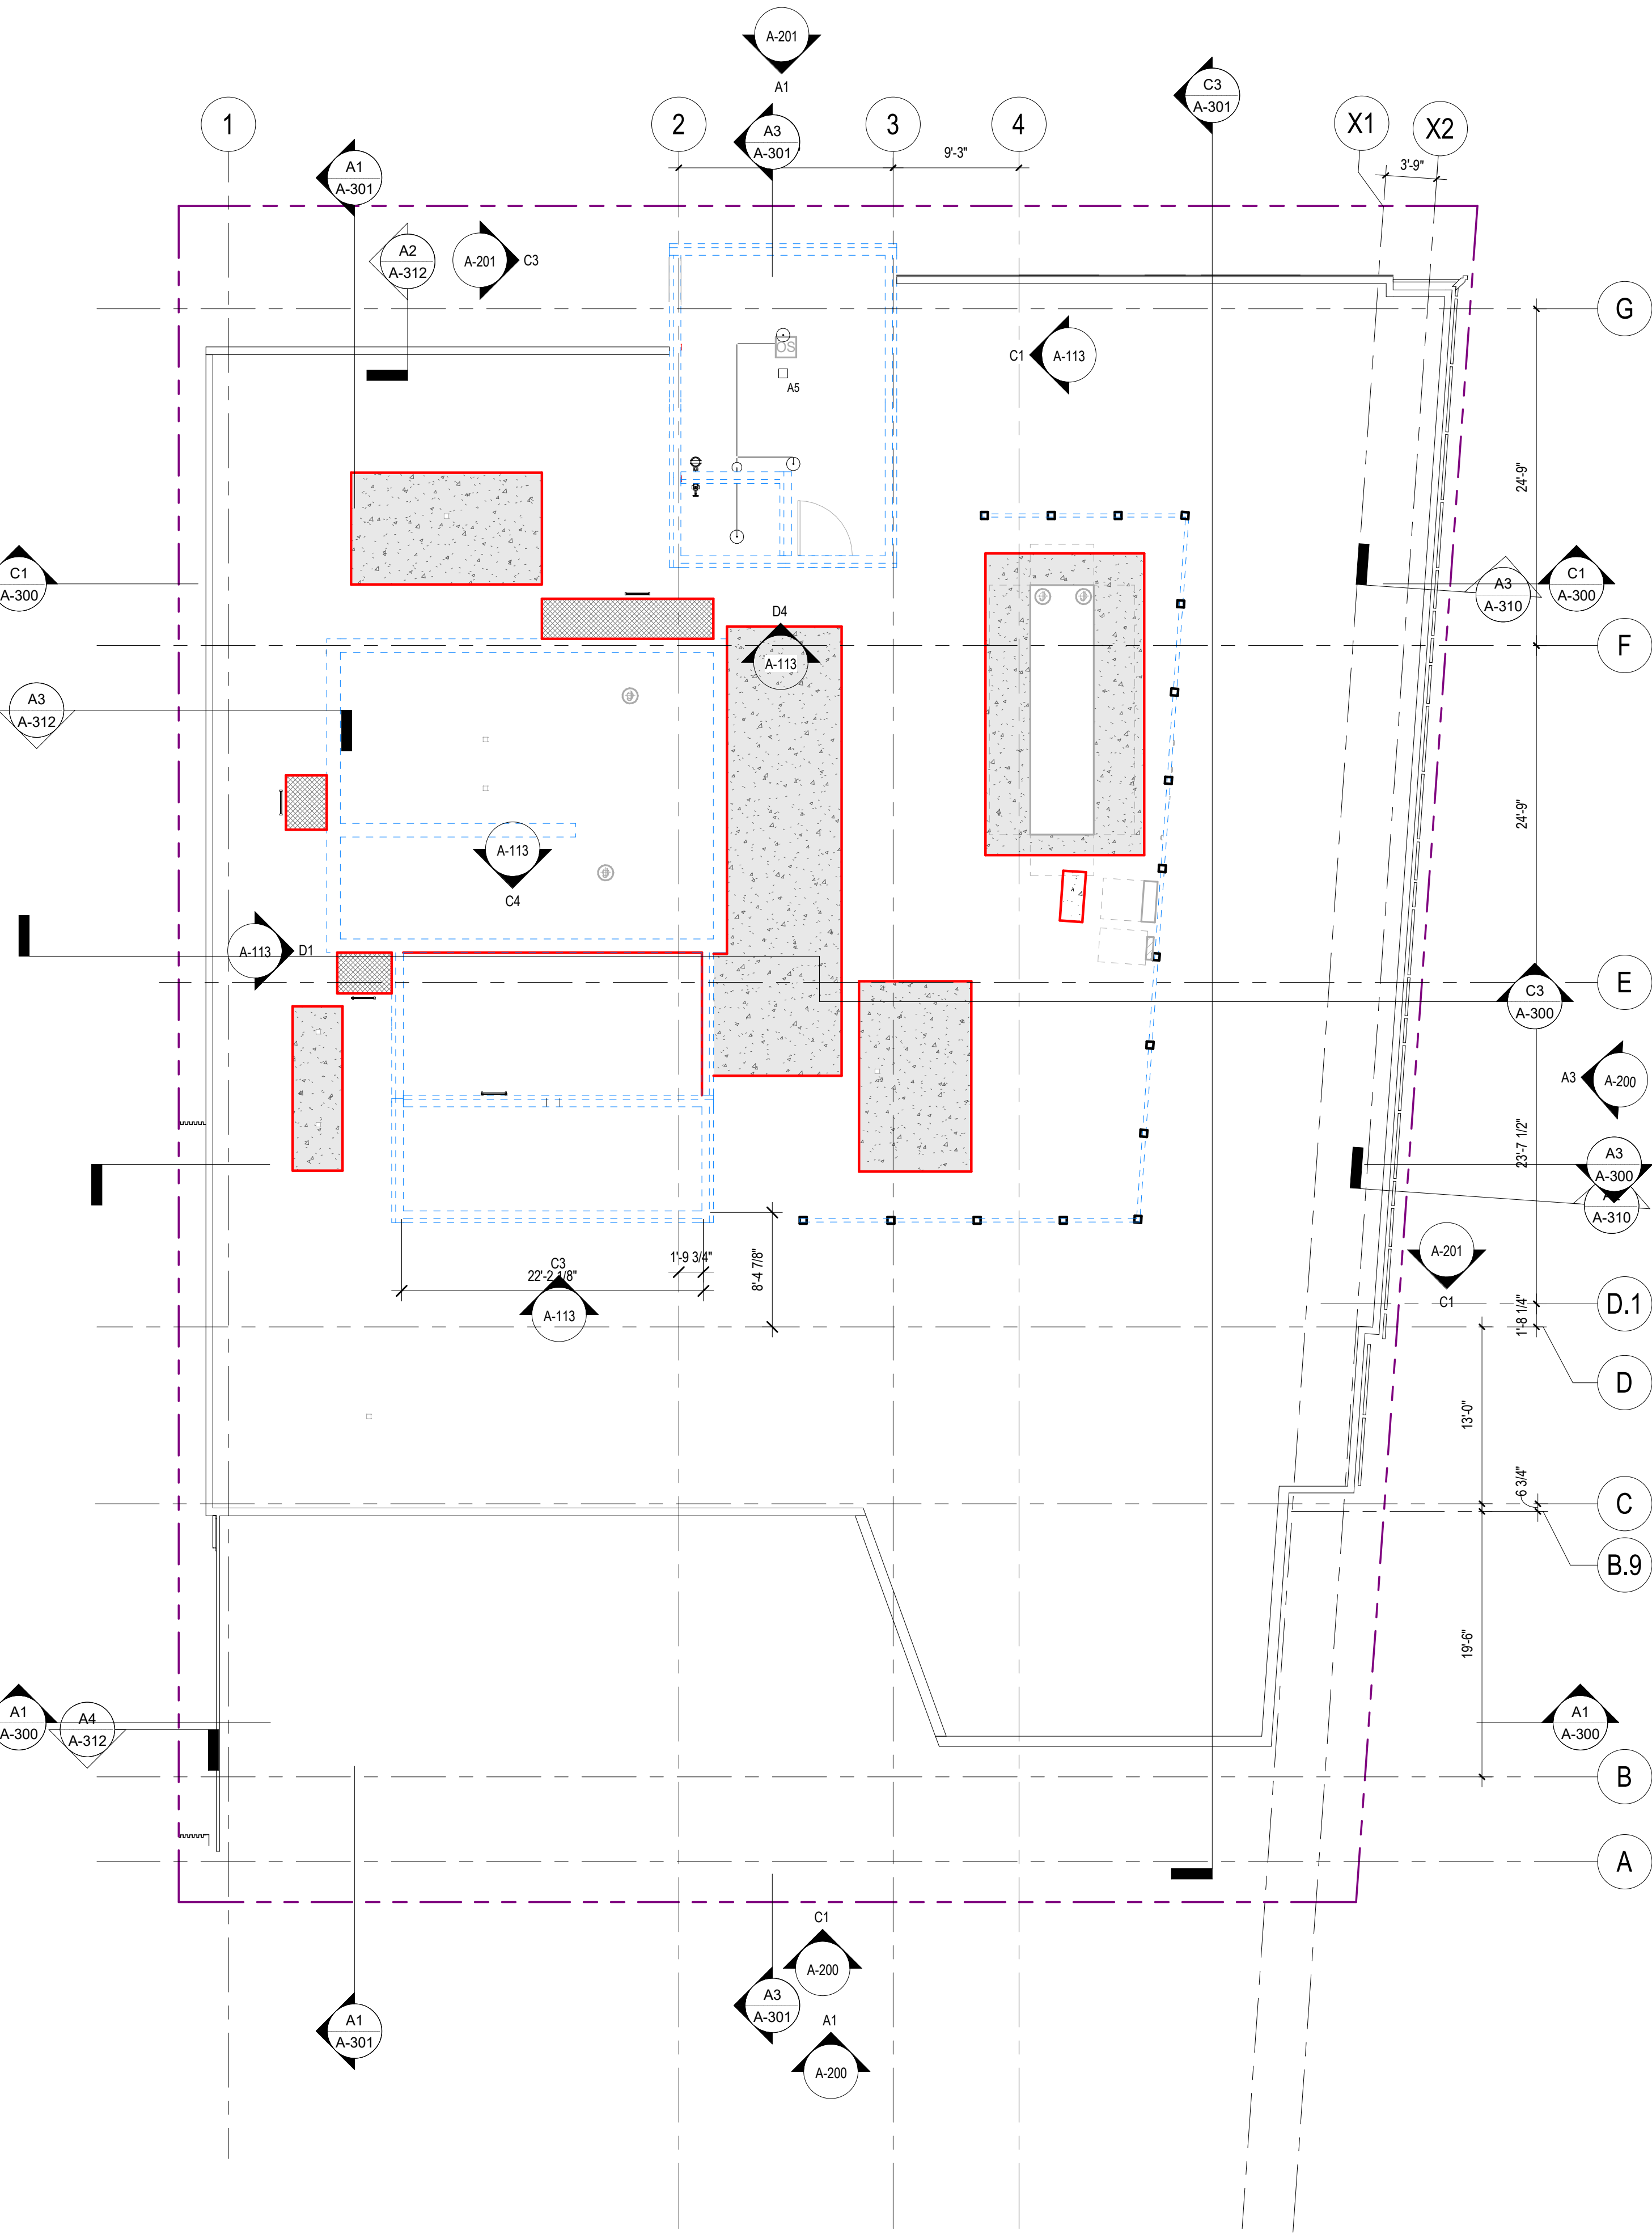 A-201
A1
C3
A-301
1
2
A3
A-301
3
4
X1
X2
9'-3"
3'-9"
A1
A-301
A2
A-312
A-201
C3
G
OS
A5
C1
A-113
24'-9"
C1
A-300
A3
A-310
C1
A-300
D4
A-113
F
A3
A-312
24'-9"
A-113
C4
A-113
D1
E
C3
A-300
A3
A-200
23'-7 1/2"
A3
A-300
A-310
1'-9 3/4"
8'-4 7/8"
C3
22'-2 1/8"
A-113
A-201
C1
D.1
1'-8 1/4"
D
13'-0"
6 3/4"
C
B.9
19'-6"
A1
A-300
A4
A-312
A1
A-300
B
A
C1
A-200
A3
A-301
A1
A-301
A1
A-200